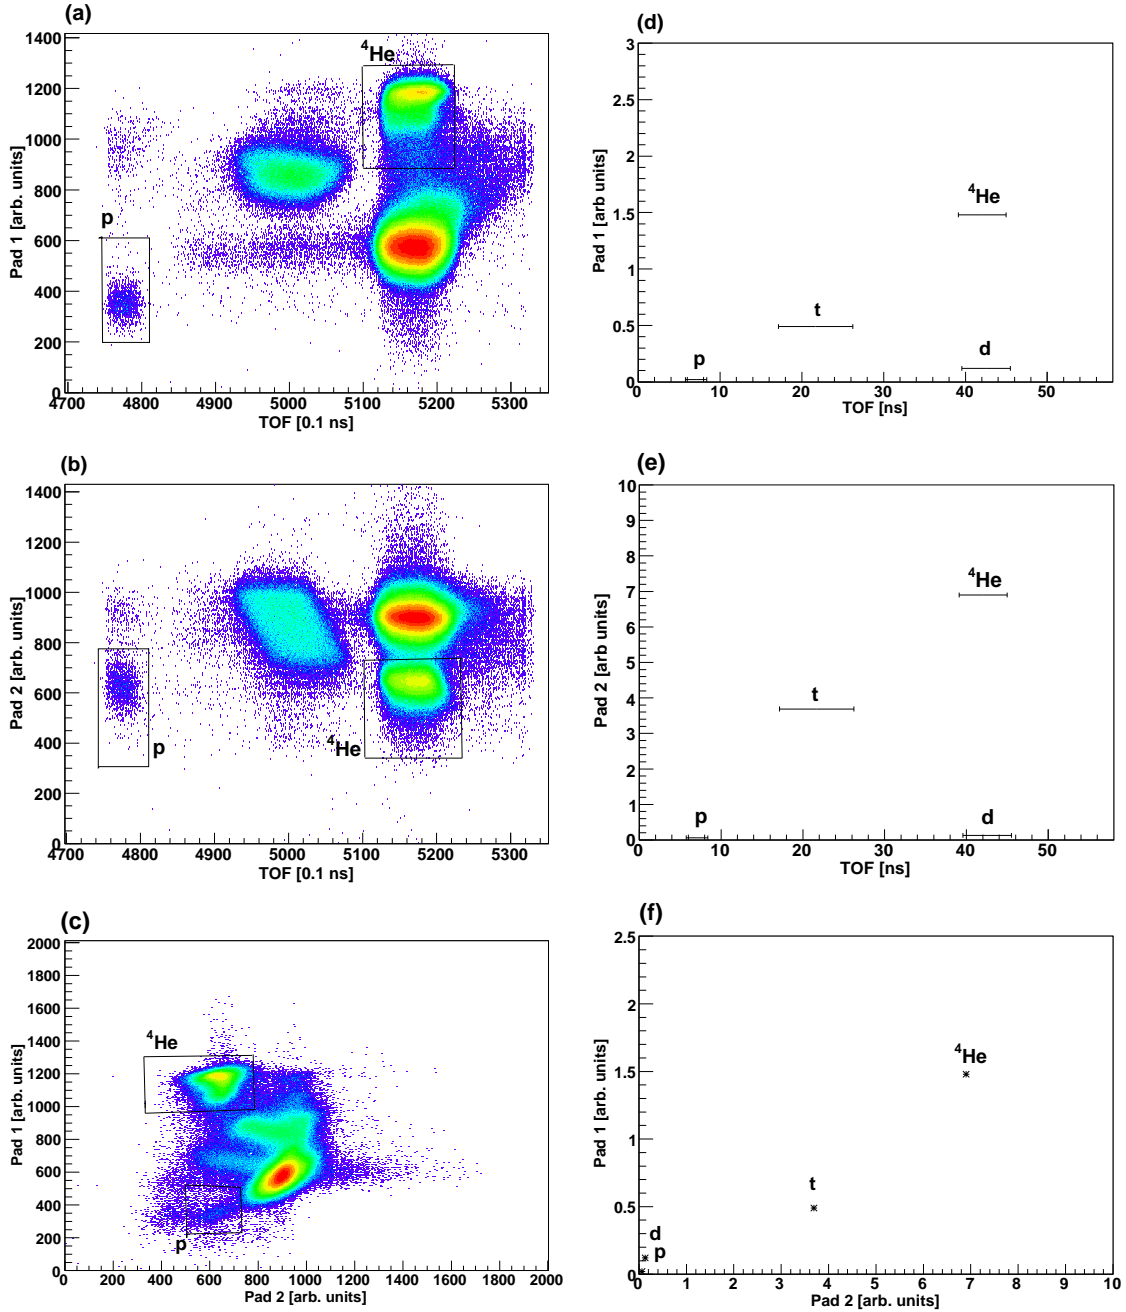 (a)
Pad 1 [arb. units]
1400
1200
1000
800
600
400
200
0
4He
p
4700 4800 4900 5000 5100 5200 5300
TOF [0.1 ns]
(d)
Pad 1 [arb units]
3
2.5
2
1.5
1
0.5
0
4He
t
d
p
0 10 20 30 40 50
TOF [ns]
(b)
Pad 2 [arb. units]
1400
1200
1000
800
600
400
200
0
p
4He
4700 4800 4900 5000 5100 5200 5300
TOF [0.1 ns]
(e)
Pad 2 [arb units]
10
9
8
7
6
5
4
3
2
1
0
4He
t
p
d
0 10 20 30 40 50
TOF [ns]
(c)
Pad 1 [arb. units]
2000
1800
1600
1400
1200
1000
800
600
400
200
0
4He
p
0 200 400 600 800 1000 1200 1400 1600 1800 2000
Pad 2 [arb. units]
(f)
Pad 1 [arb. units]
2.5
2
1.5
1
0.5
0
4He
t
d
p
0 1 2 3 4 5 6 7 8 9 10
Pad 2 [arb. units]